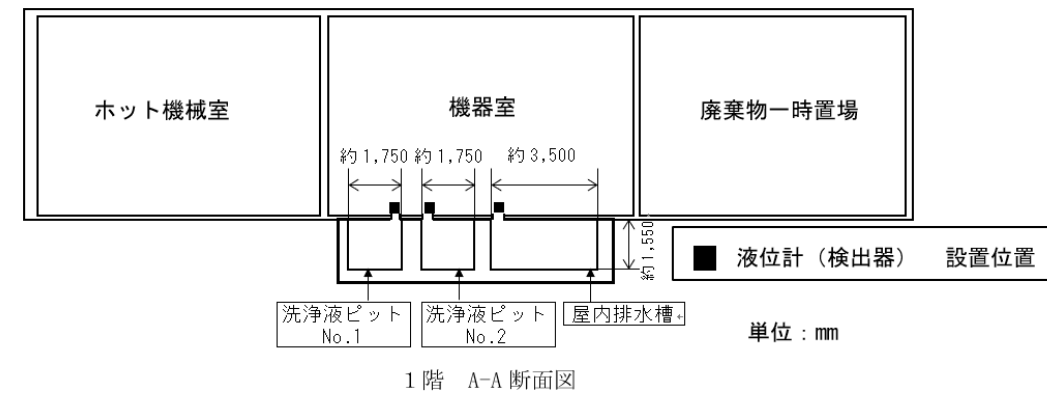 ホット機械室
機器室
廃棄物一時置場
約1,750
約1,750
約3,500
約1,550
■ 液位計（検出器） 設置位置
洗浄液ピット
No.1
洗浄液ピット
No.2
屋内排水槽
単位：mm
1階 A-A断面図